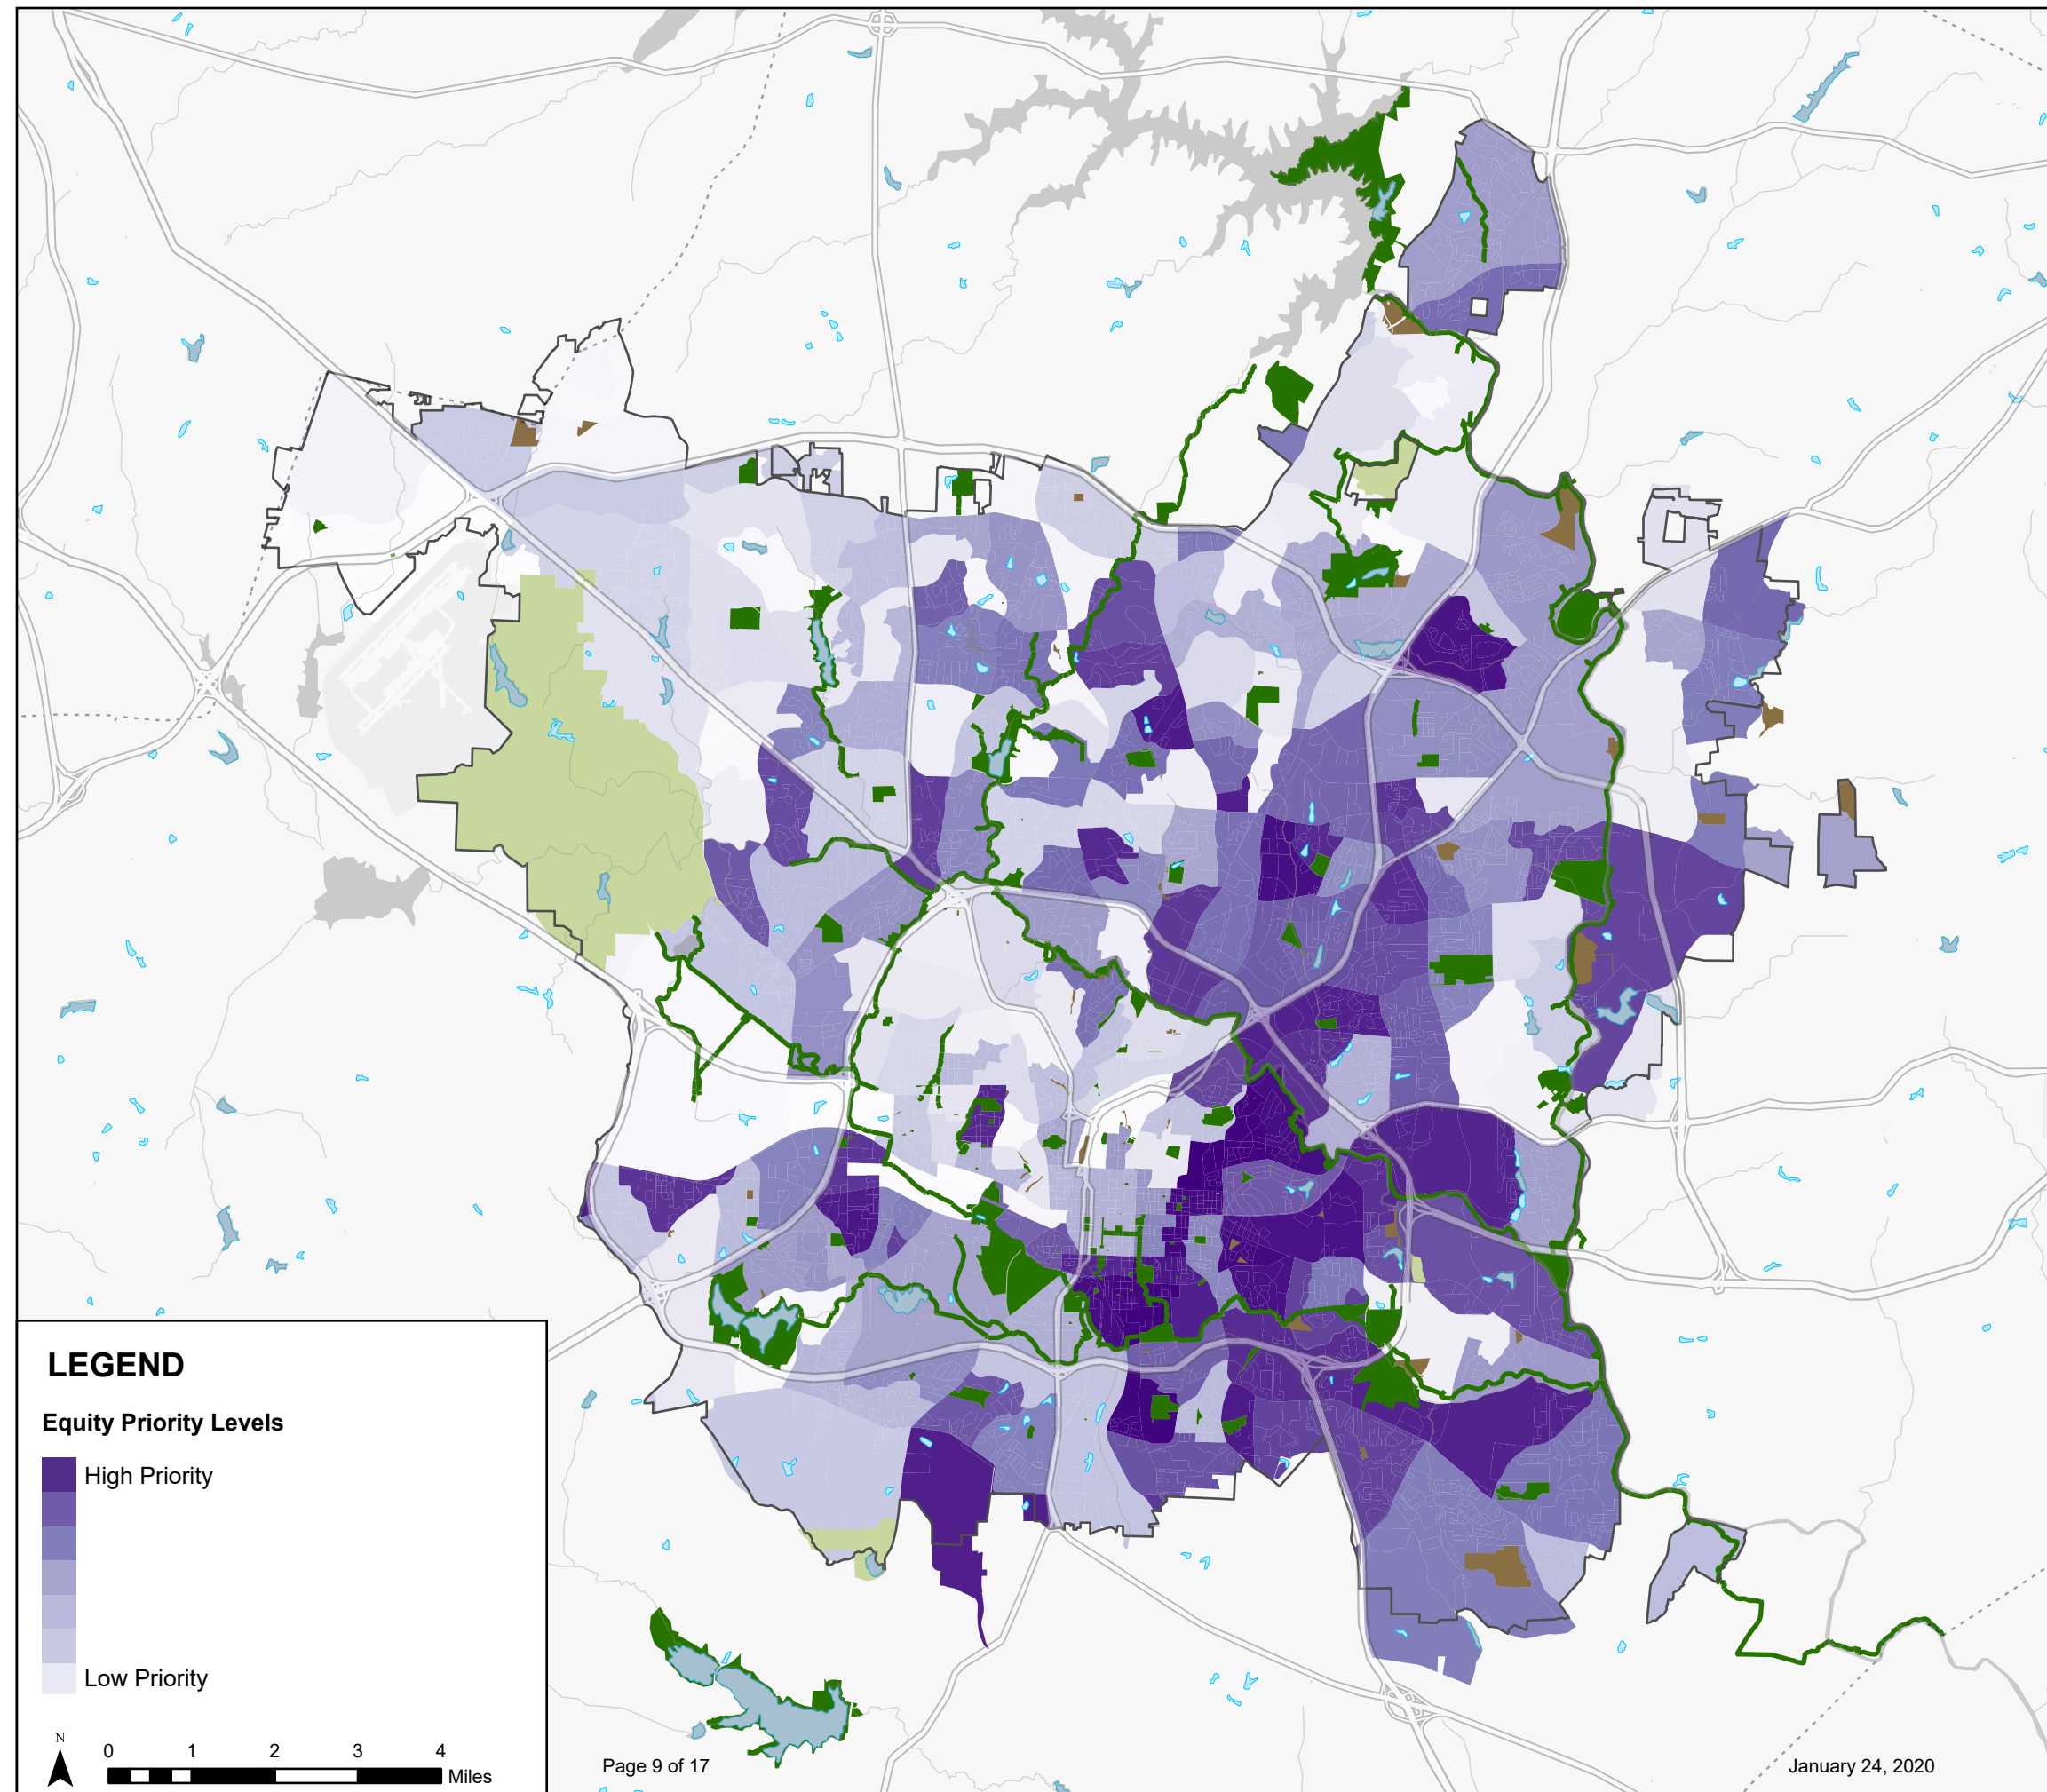 LEGEND
Equity Priority Levels
High Priority
Low Priority
N
0 1 2 3 4
Miles
Page 9 of 17
January 24, 2020